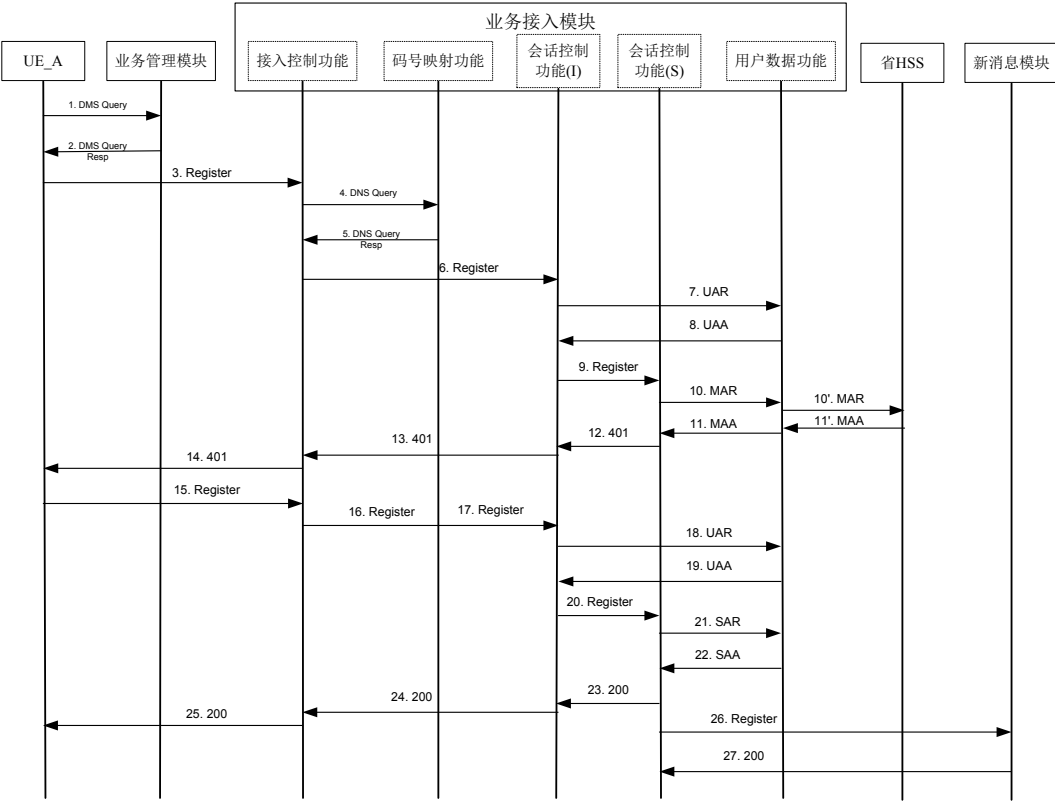 业务接入模块
UE_A
业务管理模块
接入控制功能
码号映射功能
会话控制
功能(I)
会话控制
功能(S)
用户数据功能
省HSS
新消息模块
1. DMS Query
2. DMS Query
Resp
3. Register
4. DNS Query
5. DNS Query
Resp
6. Register
7. UAR
8. UAA
9. Register
10. MAR
10'. MAR
11. MAA
11'. MAA
12. 401
13. 401
14. 401
15. Register
16. Register
17. Register
18. UAR
19. UAA
20. Register
21. SAR
22. SAA
23. 200
24. 200
25. 200
26. Register
27. 200